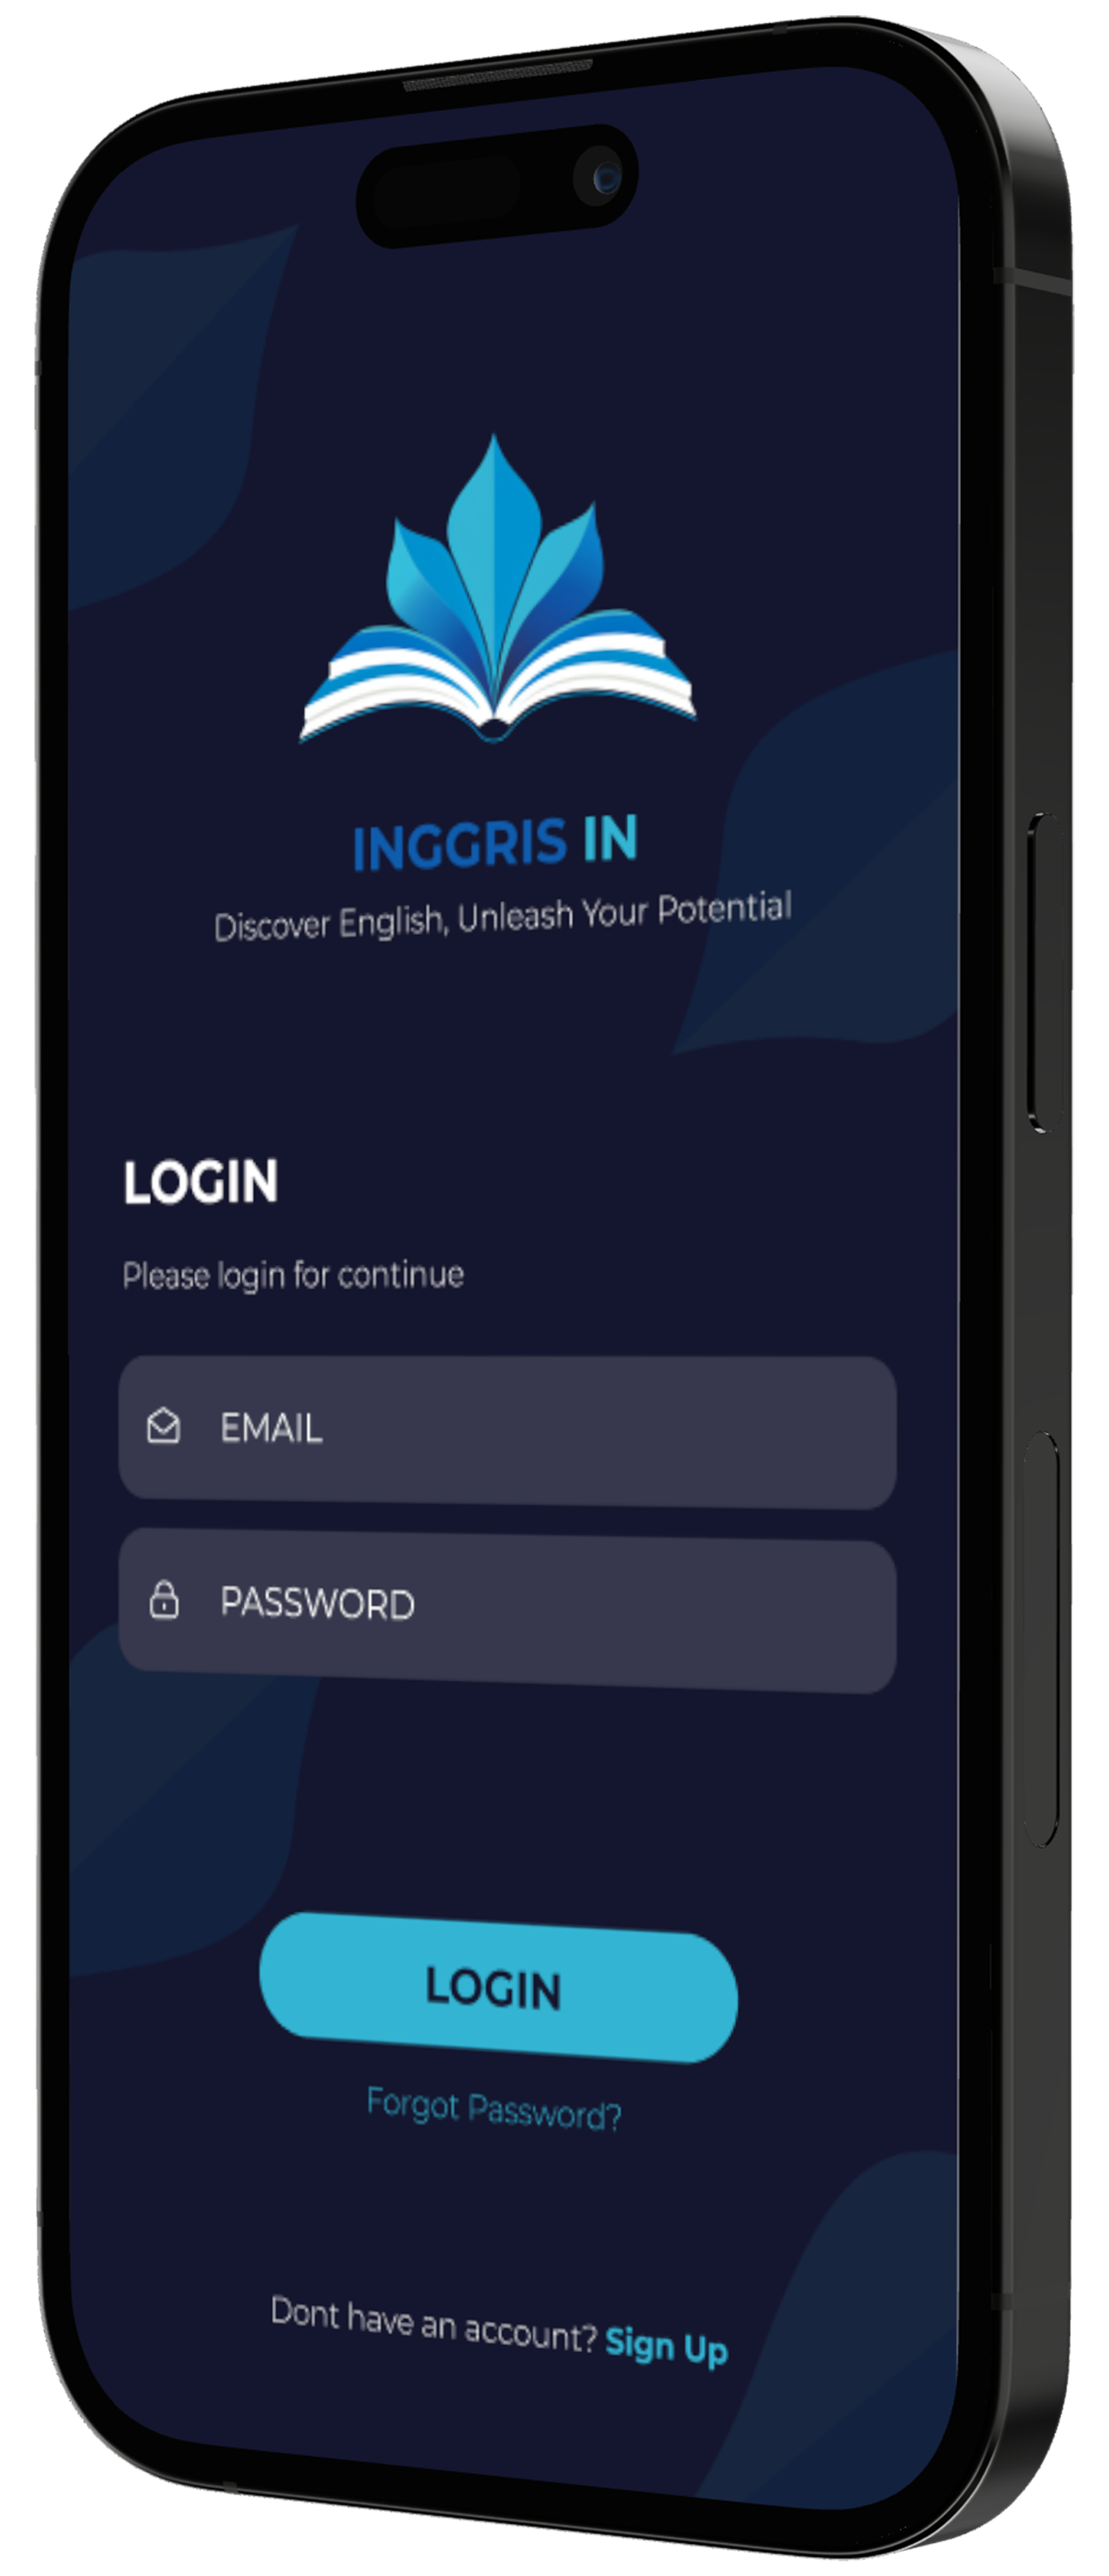 INGGRIS IN
Discover English, Unleash Your Potential
LOGIN
Please login for continue
EMAIL
PASSWORD
LOGIN
Forgot Password?
Dont have an account? Sign Up